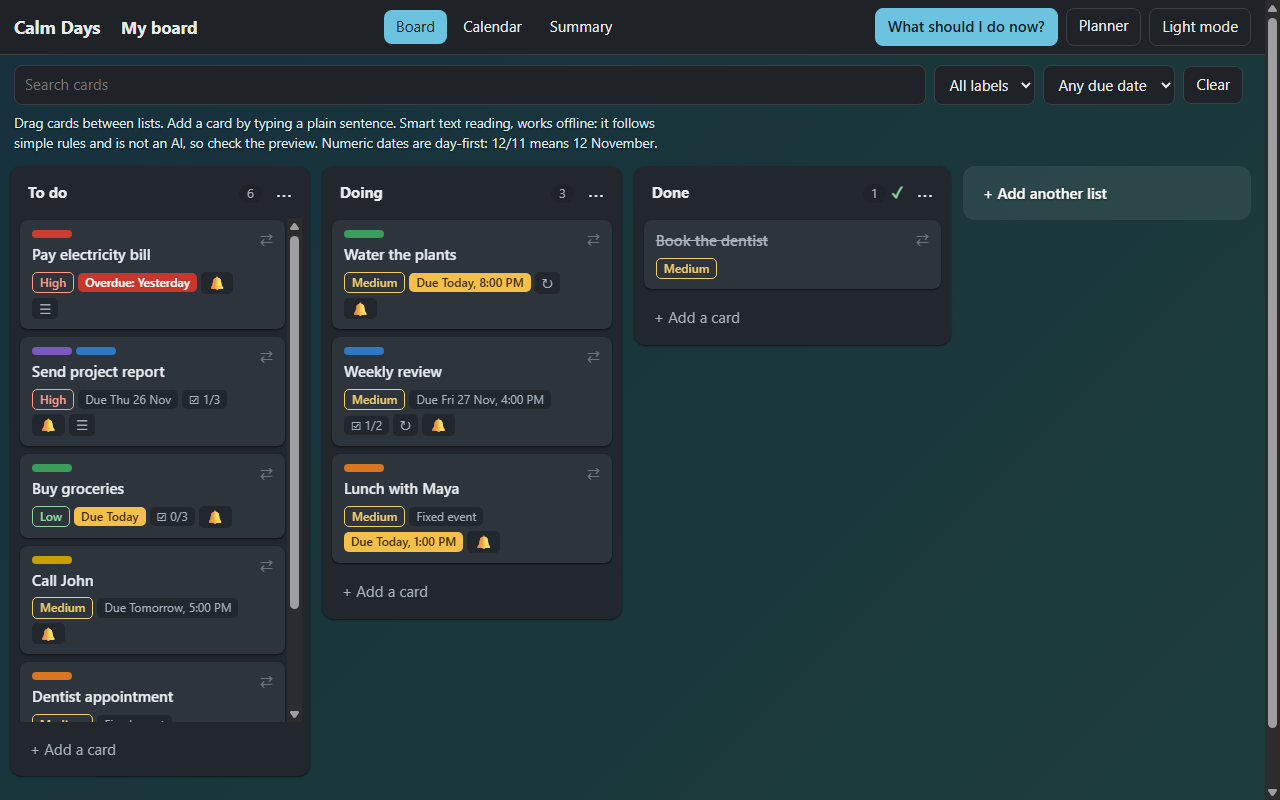 Calm Days My board Board Calendar Summary What should I do now? Planner Light mode
Search cards All labels Any due date Clear
Drag cards between lists. Add a card by typing a plain sentence. Smart text reading, works offline: it follows
simple rules and is not an AI, so check the preview. Numeric dates are day-first: 12/11 means 12 November.
To do 6 ...
Pay electricity bill
High Overdue: Yesterday
Send project report
High Due Thu 26 Nov 1/3
Buy groceries
Low Due Today 0/3
Call John
Medium Due Tomorrow, 5:00 PM
Dentist appointment
+ Add a card
Doing 3 ...
Water the plants
Medium Due Today, 8:00 PM
Weekly review
Medium Due Fri 27 Nov, 4:00 PM
1/2
Lunch with Maya
Medium Fixed event
Due Today, 1:00 PM
+ Add a card
Done 1 ✓ ...
Book the dentist
Medium
+ Add a card
+ Add another list